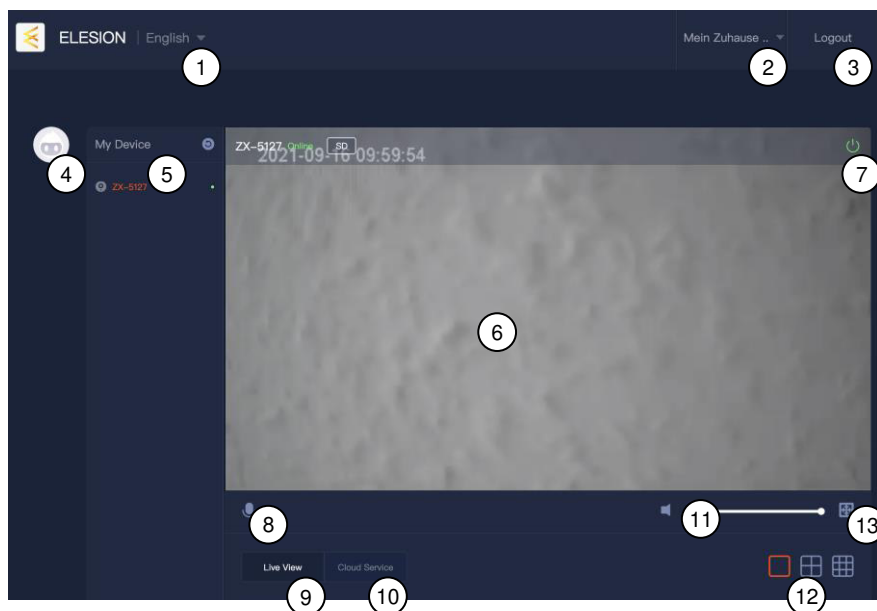 ELESION | English
Mein Zuhause ..
Logout
1
2
3
My Device
ZX-5127 Online SD
2021-09-16 09:59:54
4
5
7
ZX-5127
6
8
11
13
Live View
Cloud Service
9
10
12